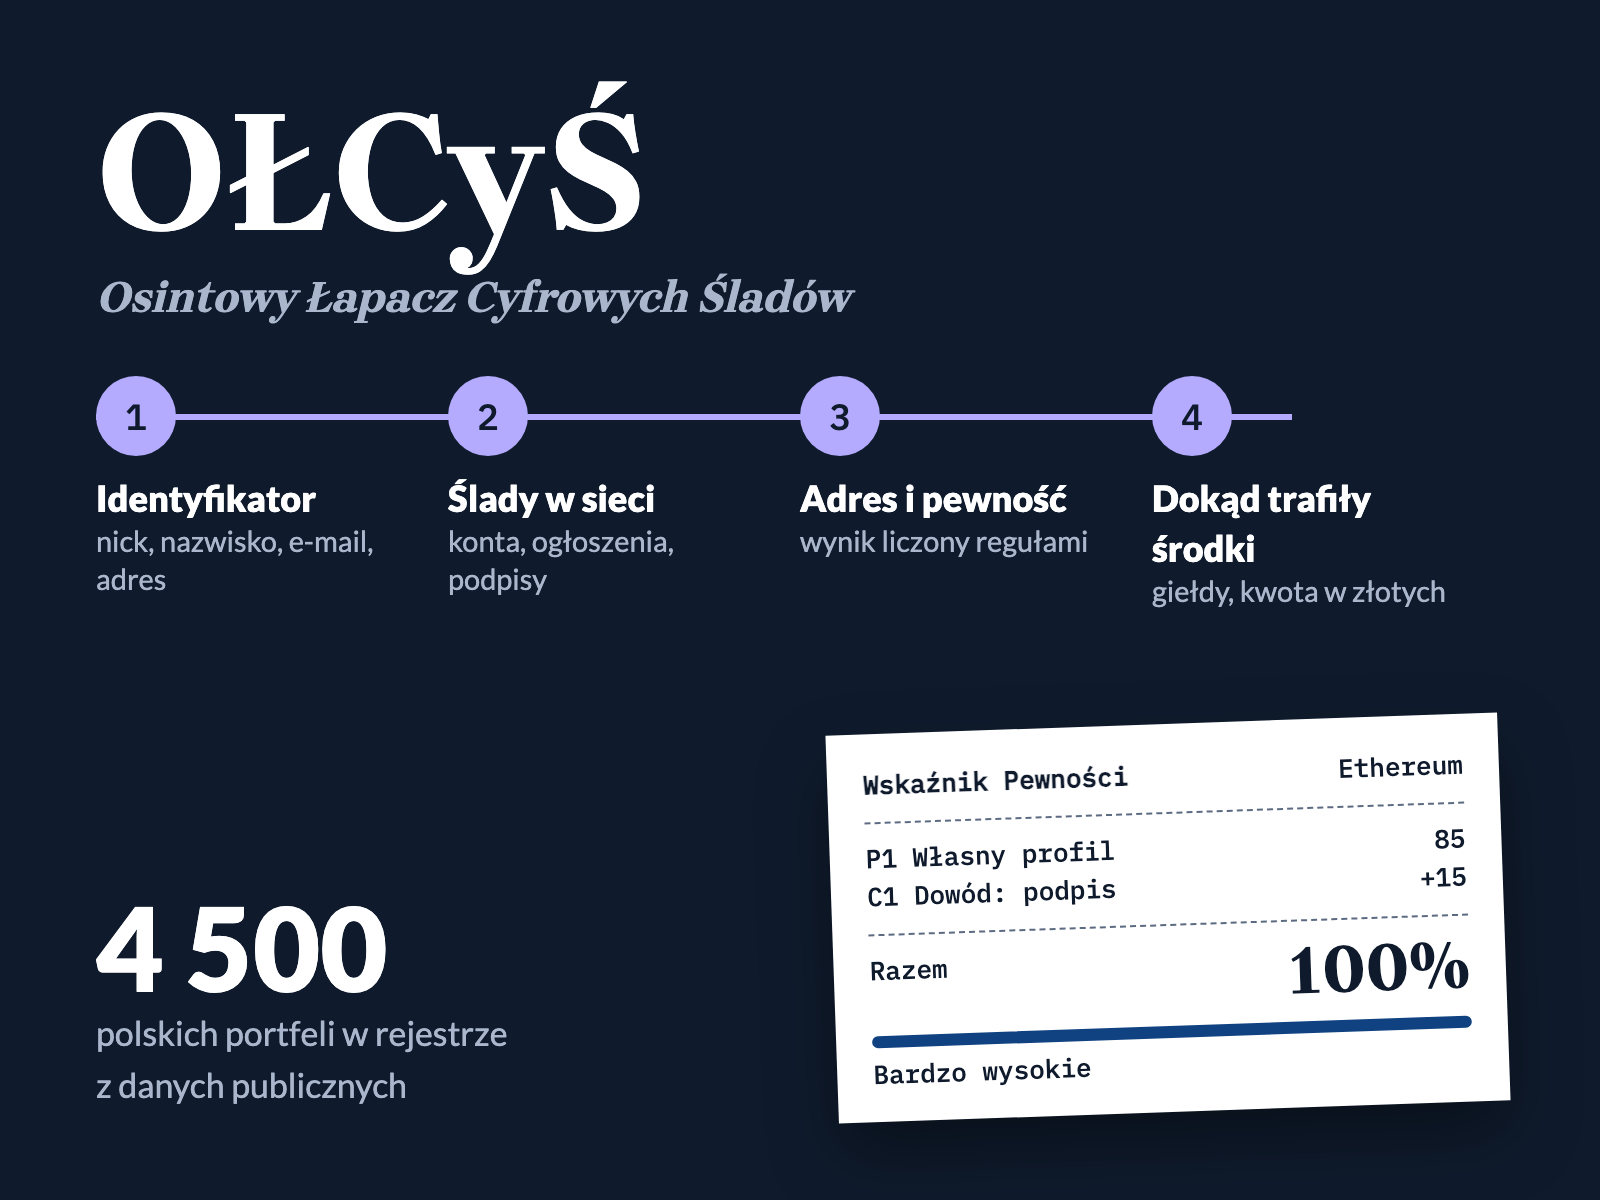 OŁCyŚ
Osintowy Łapacz Cyfrowych Śladów
1
2
3
4
Identyfikator
nick, nazwisko, e-mail,
adres
Ślady w sieci
konta, ogłoszenia,
podpisy
Adres i pewność
wynik liczony regułami
Dokąd trafiły
środki
giełdy, kwota w złotych
4 500
polskich portfeli w rejestrze
z danych publicznych
Wskaźnik Pewności Ethereum
P1 Własny profil 85
C1 Dowód: podpis +15
Razem 100%
Bardzo wysokie